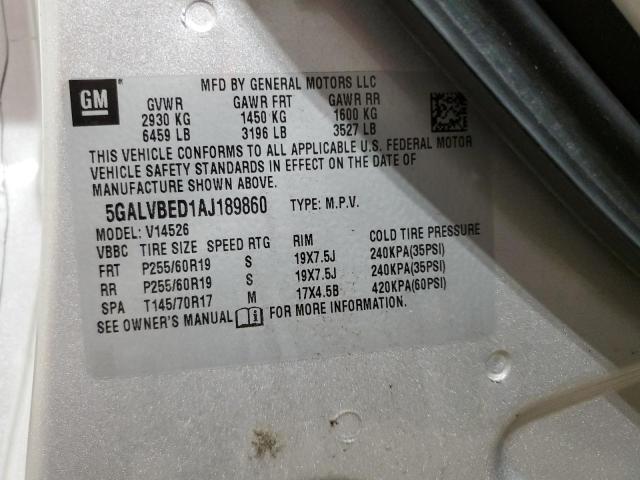 GM
MFD BY GENERAL MOTORS LLC
GVWR GAWR FRT GAWR RR
2930 KG 1450 KG 1600 KG
6459 LB 3196 LB 3527 LB
THIS VEHICLE CONFORMS TO ALL APPLICABLE U.S. FEDERAL MOTOR
VEHICLE SAFETY STANDARDS IN EFFECT ON THE DATE OF
MANUFACTURE SHOWN ABOVE.
5GALVBED1AJ189860 TYPE: M.P.V.
MODEL: V14526
VBBC TIRE SIZE SPEED RTG RIM COLD TIRE PRESSURE
FRT P255/60R19 S 19X7.5J 240KPA(35PSI)
RR P255/60R19 S 19X7.5J 240KPA(35PSI)
SPA T145/70R17 M 17X4.5B 420KPA(60PSI)
SEE OWNER'S MANUAL FOR MORE INFORMATION.